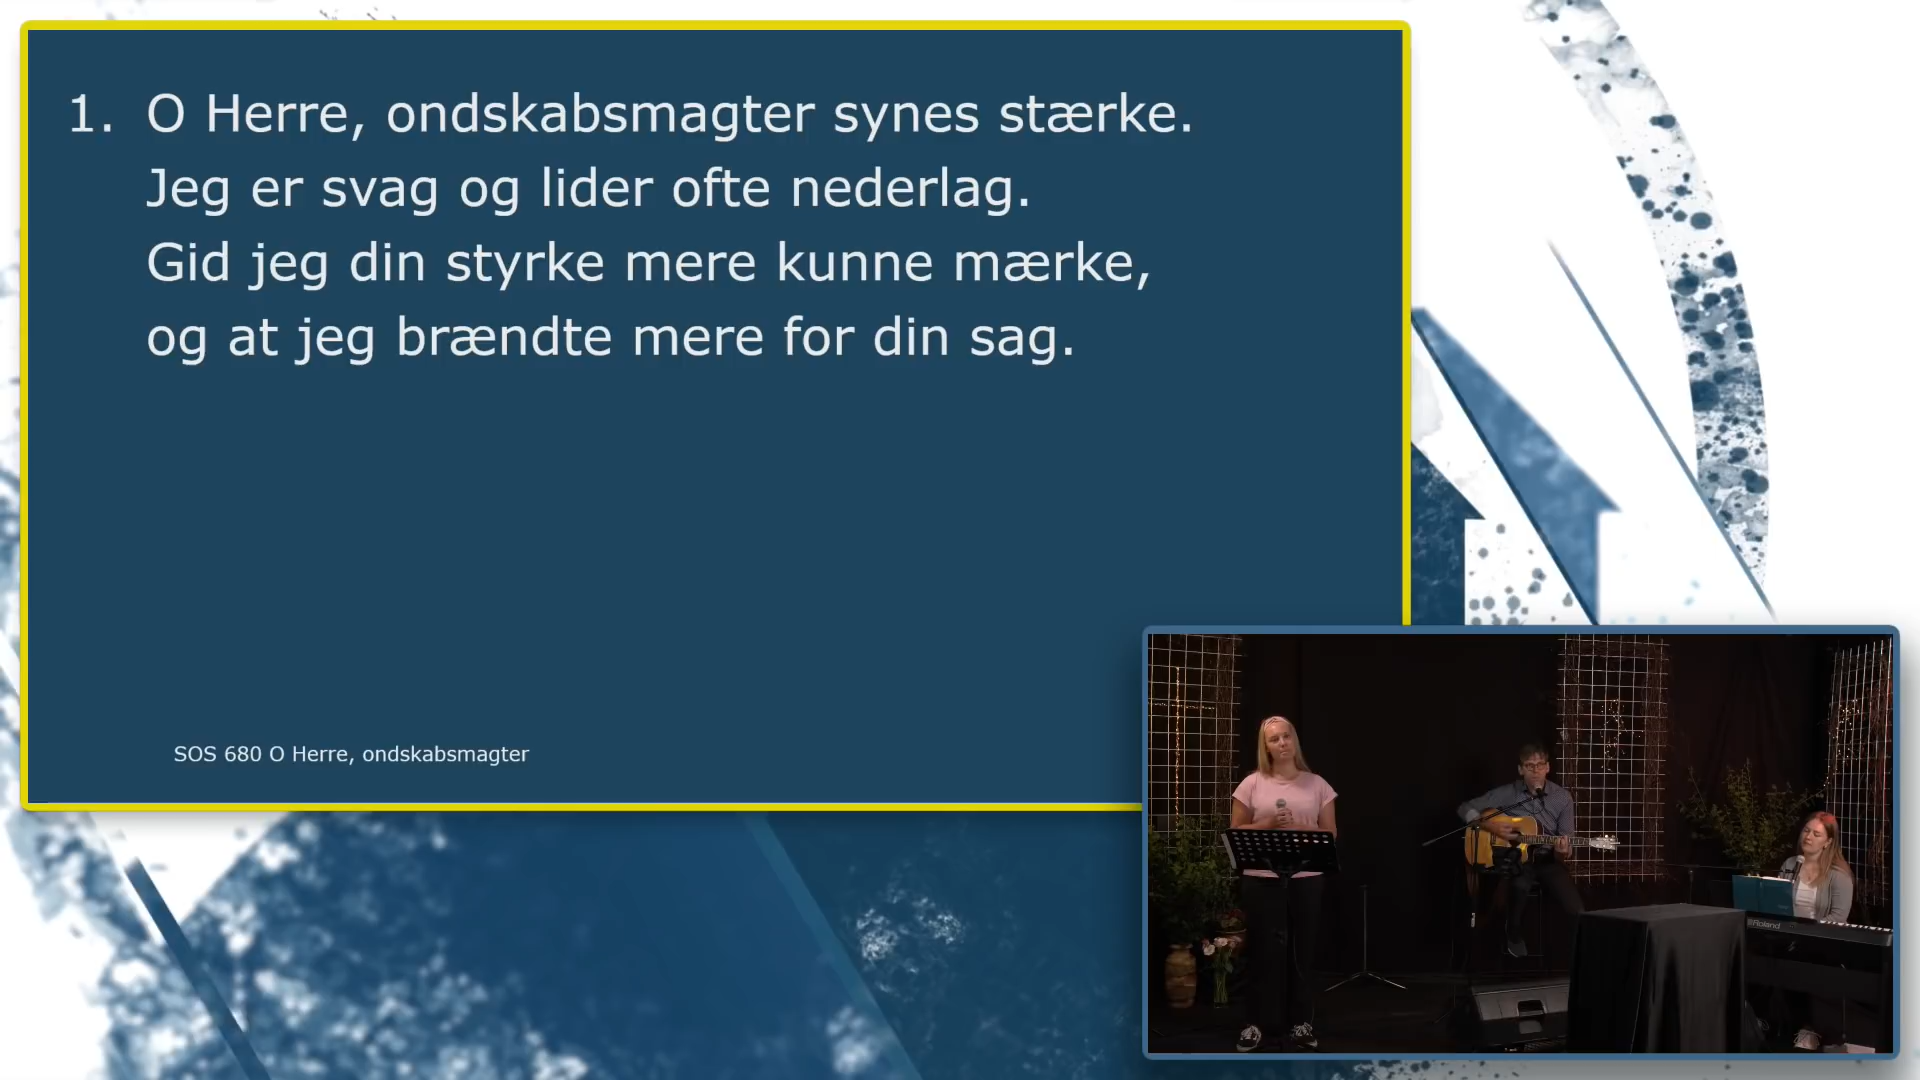 1. O Herre, ondskabsmagter synes stærke.
Jeg er svag og lider ofte nederlag.
Gid jeg din styrke mere kunne mærke,
og at jeg brændte mere for din sag.
SOS 680 O Herre, ondskabsmagter
Roland